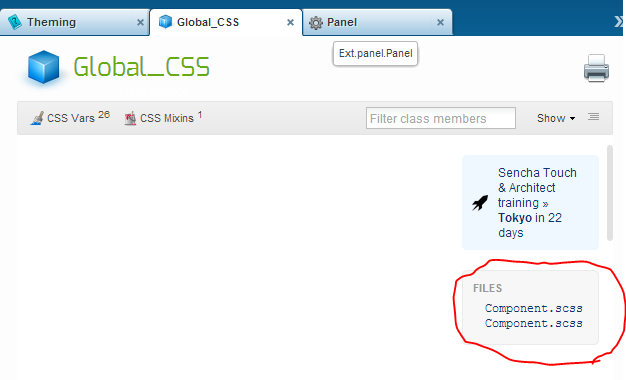 Theming
Global_CSS
Panel
Ext.panel.Panel
Global_CSS
CSS Vars 26
CSS Mixins 1
Filter class members
Show
Sencha Touch
& Architect
training »
Tokyo in 22
days
FILES
Component.scss
Component.scss